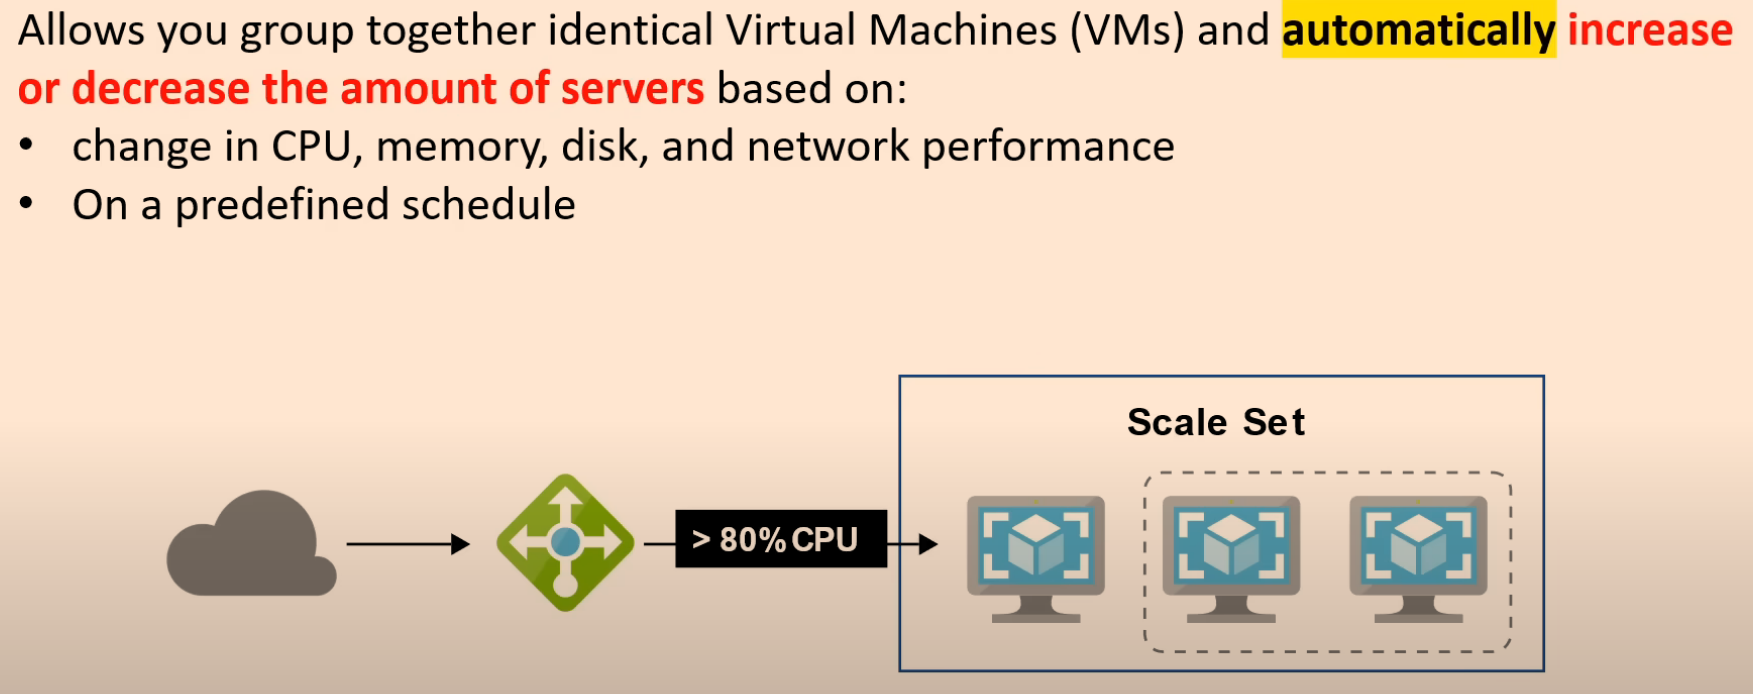 Allows you group together identical Virtual Machines (VMs) and automatically increase
or decrease the amount of servers based on:
• change in CPU, memory, disk, and network performance
• On a predefined schedule
Scale Set
> 80% CPU